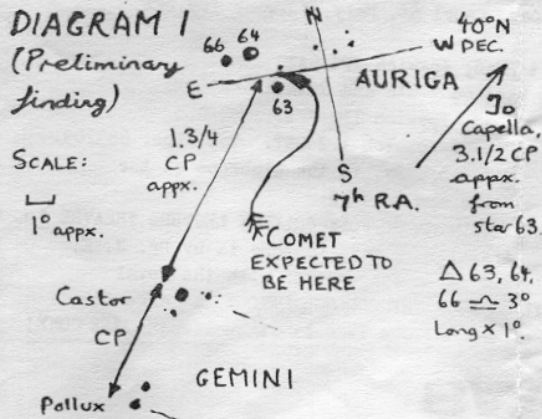 DIAGRAM 1
(Preliminary
finding)
SCALE:
1° appx.
66
64
63
N
E
W
S
40°N
DEC.
AURIGA
7ʰ R.A.
1.3/4
CP
appx.
To
Capella,
3.1/2 CP
appx.
from
star 63.
COMET
EXPECTED TO
BE HERE
△ 63, 64,
66 ≏ 3°
Long × 1°.
Castor
CP
GEMINI
Pollux